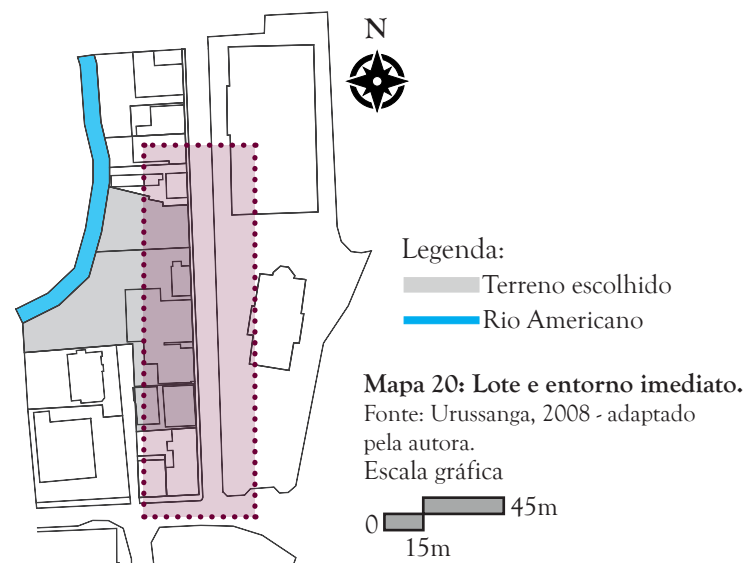 N
Legenda:
Terreno escolhido
Rio Americano
Mapa 20: Lote e entorno imediato.
Fonte: Urussanga, 2008 - adaptado
pela autora.
Escala gráfica
0
45m
15m